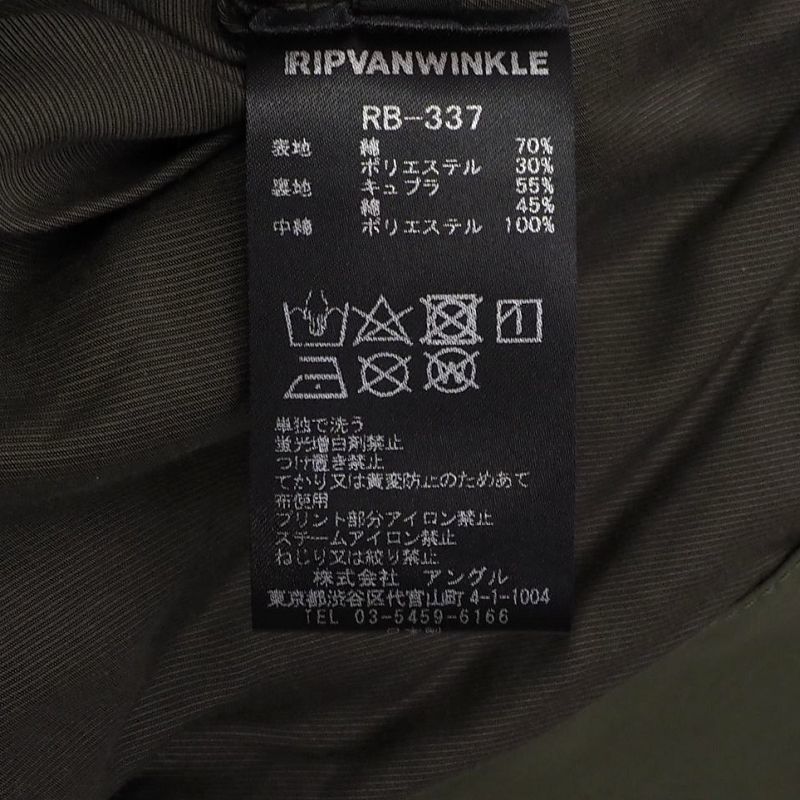 RIPVANWINKLE
RB-337
表地 綿 70%
ポリエステル 30%
裏地 キュプラ 55%
綿 45%
中綿 ポリエステル 100%
単独で洗う
蛍光増白剤禁止
つけ置き禁止
てかり又は黄変防止のためあて
布使用
プリント部分アイロン禁止
スチームアイロン禁止
ねじり又は絞り禁止
株式会社 アングル
東京都渋谷区代官山町4-1-1004
TEL 03-5459-6166
日本製